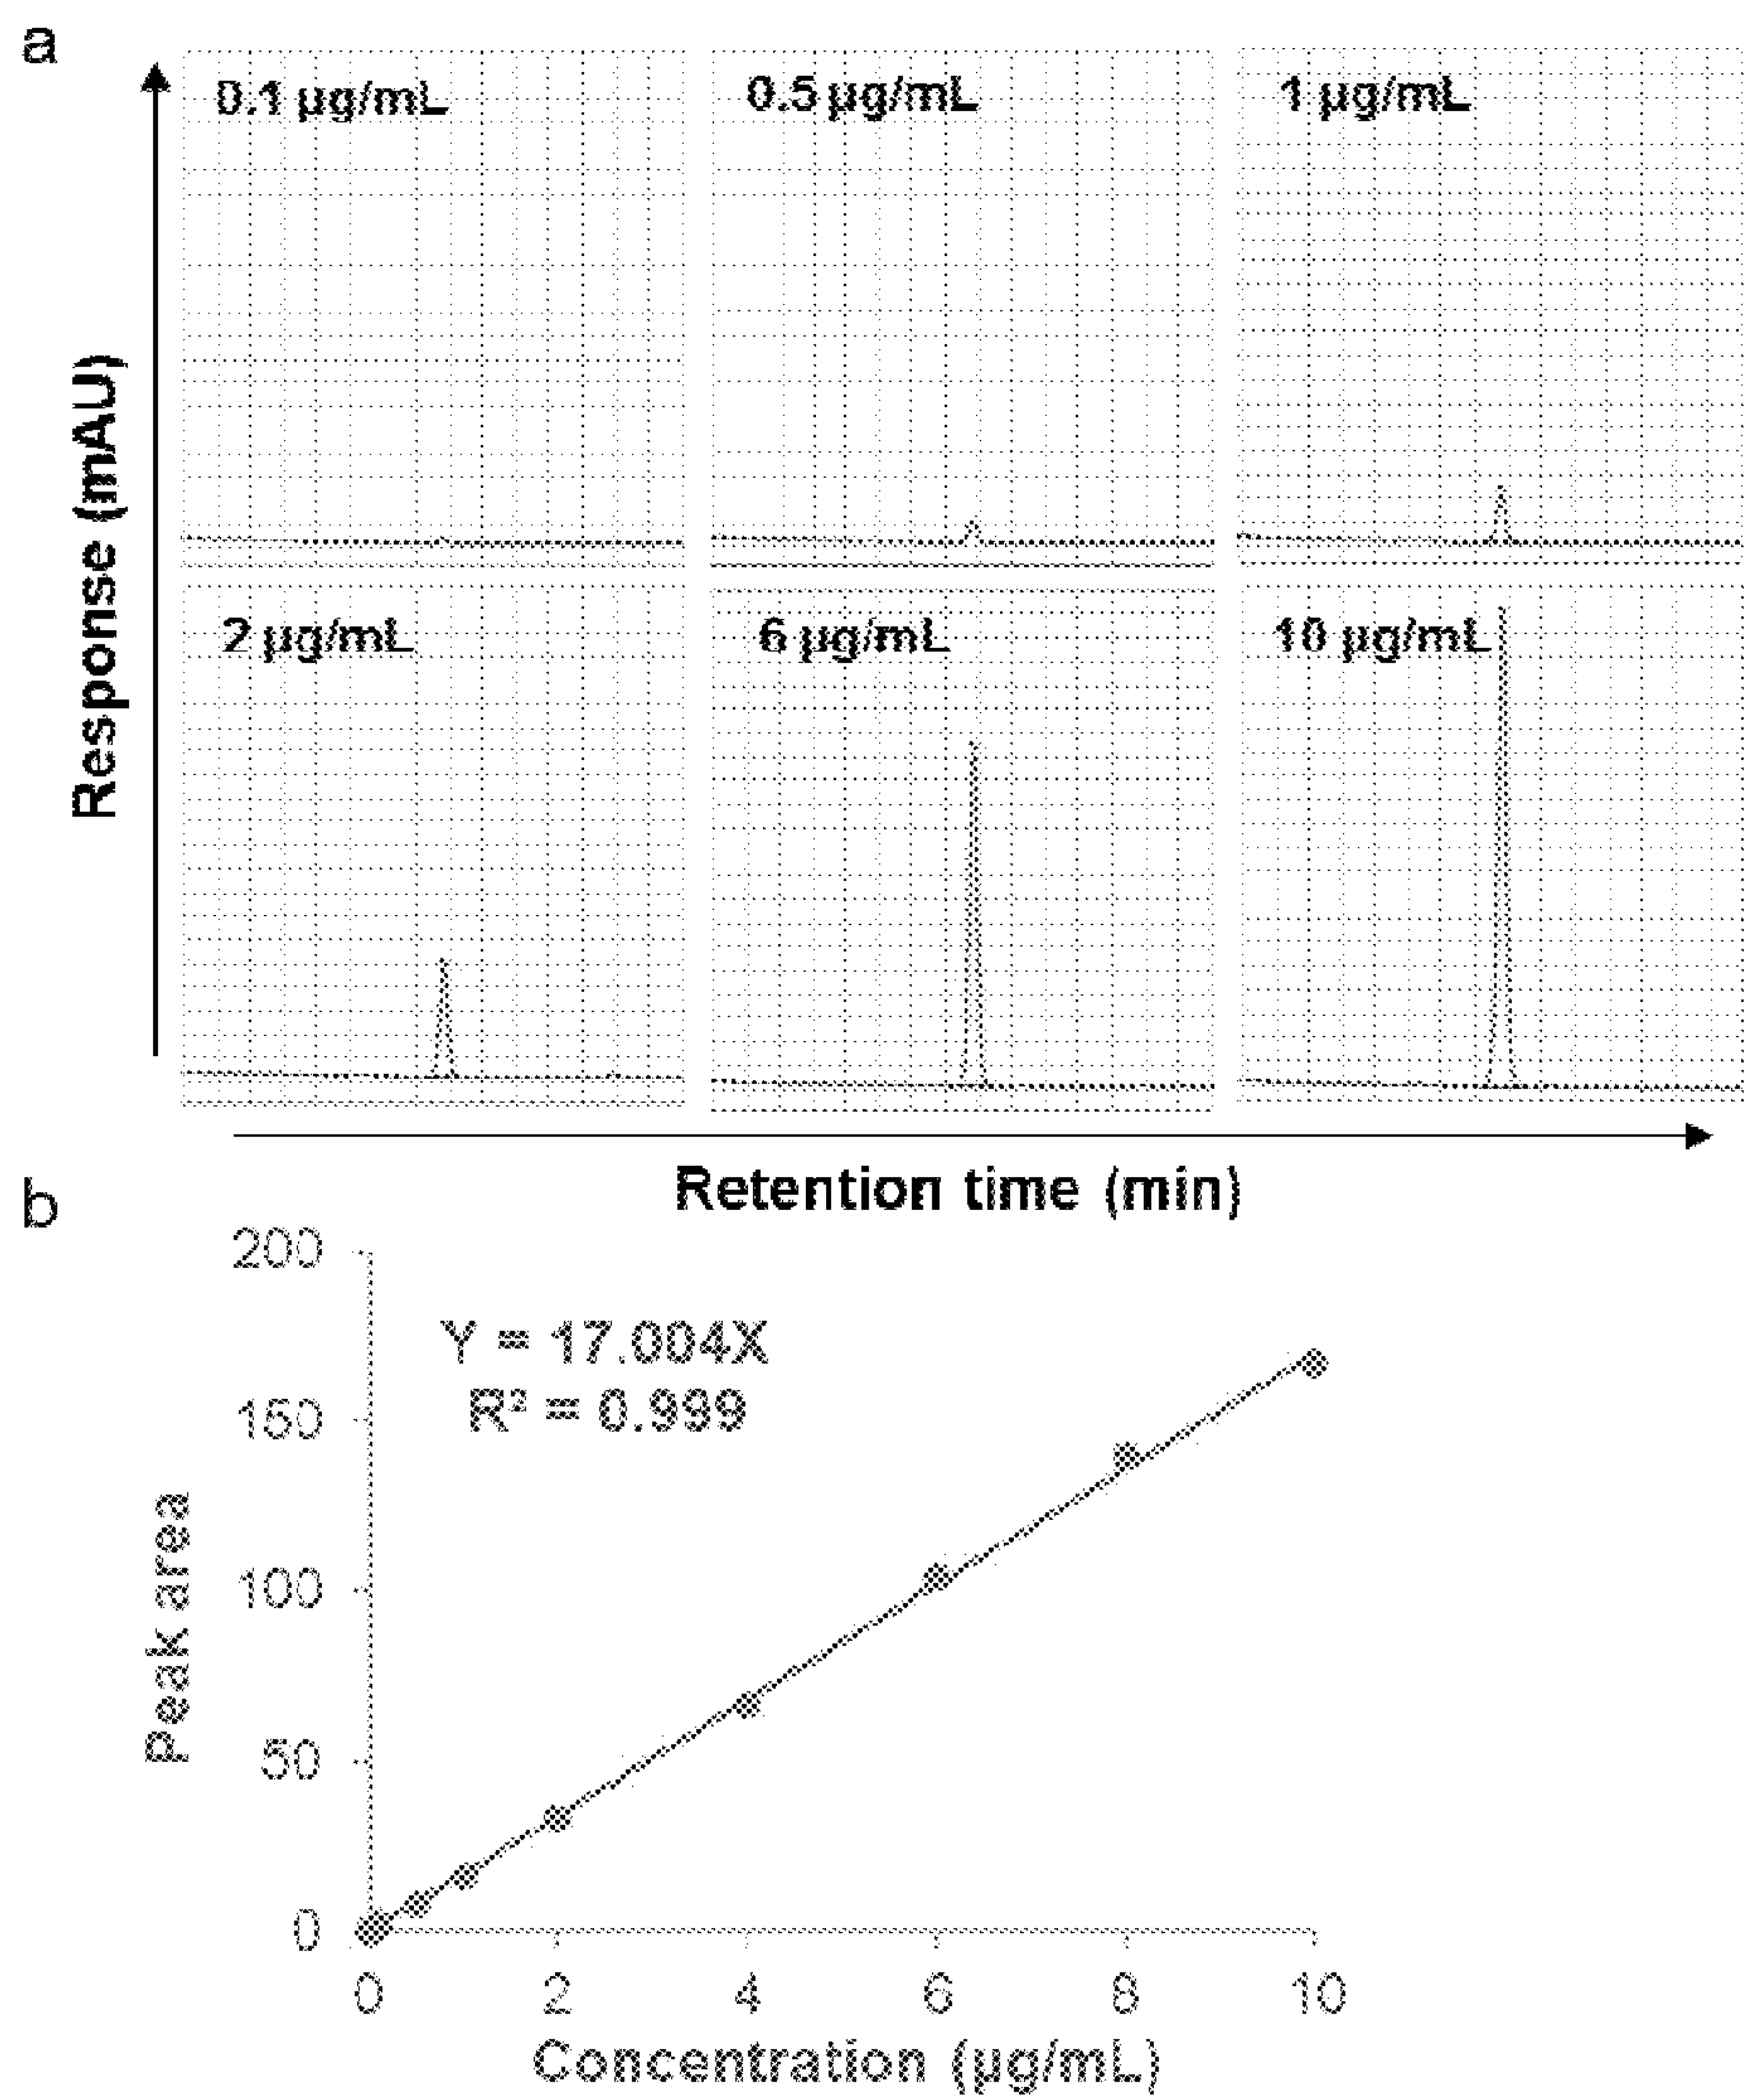 a
0.1 µg/mL
0.5 µg/mL
1 µg/mL
Response (mAU)
2 µg/mL
6 µg/mL
10 µg/mL
Retention time (min)
b
200
150
100
50
0
Y = 17.004X
R² = 0.999
Peak area
0 2 4 6 8 10
Concentration (µg/mL)